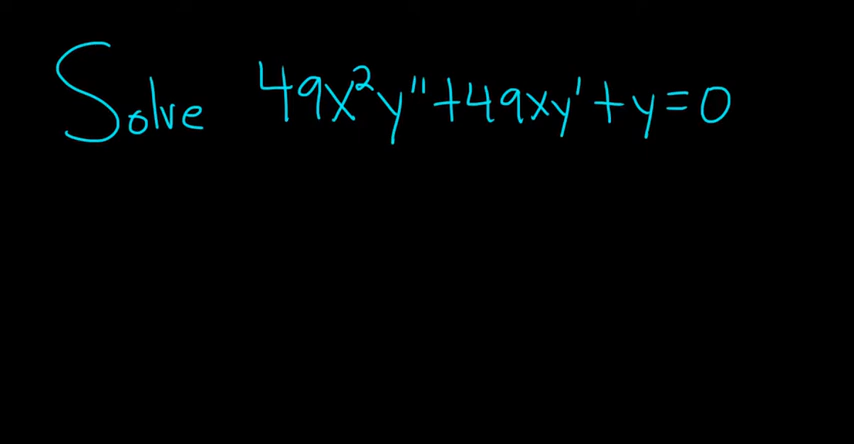 Solve 49x²y'' + 49xy' + y = 0